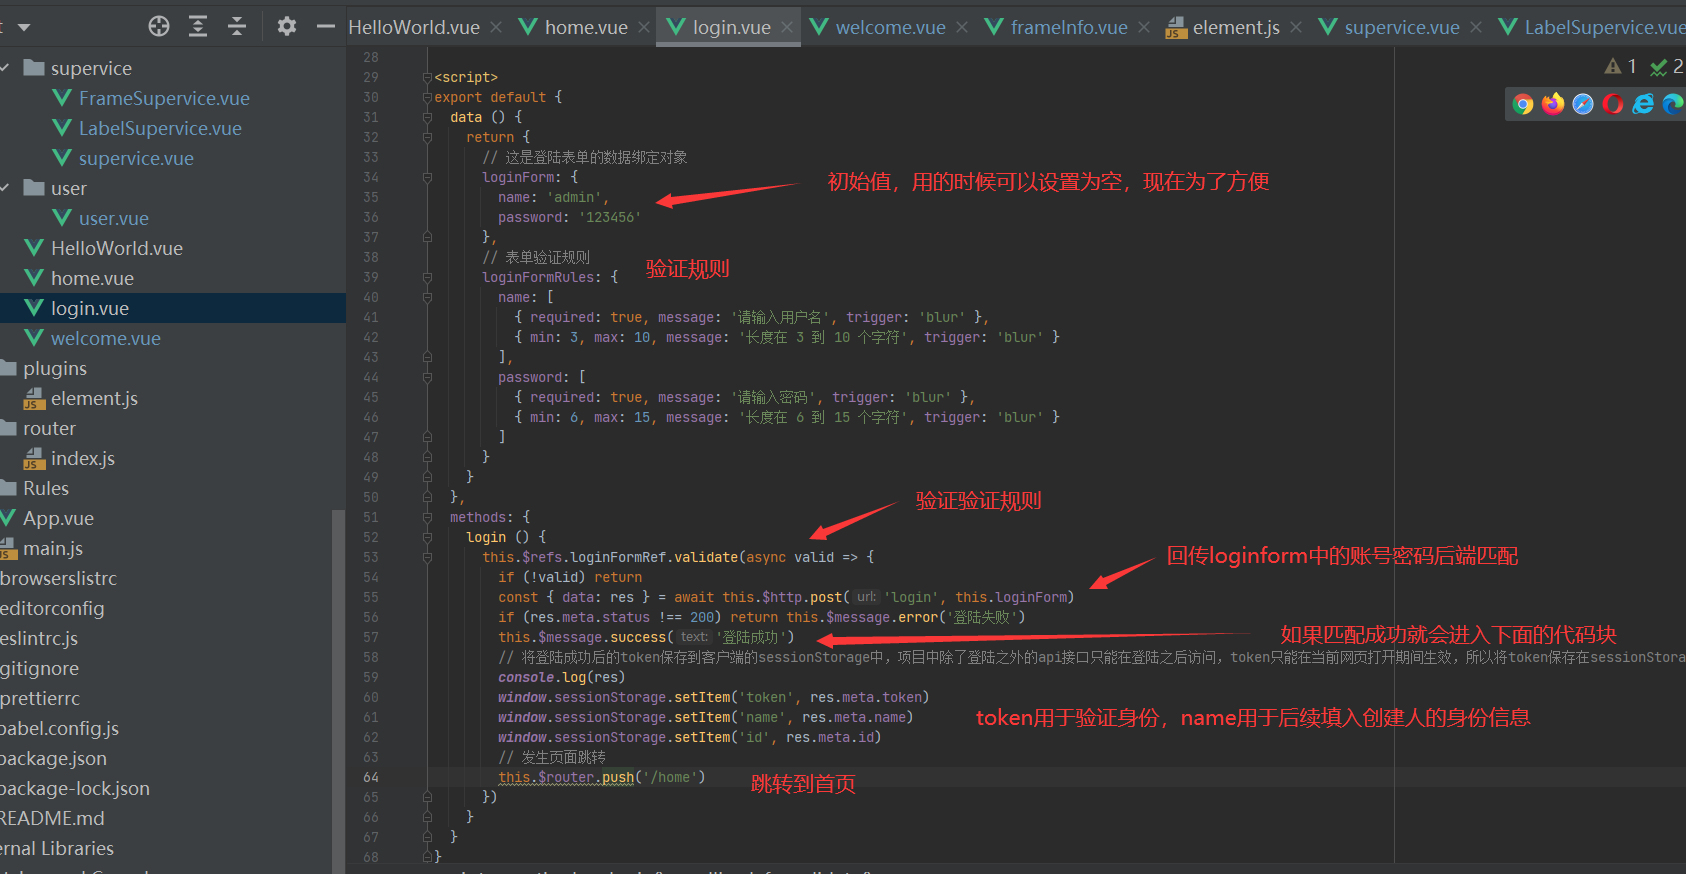 t
HelloWorld.vue
home.vue
login.vue
welcome.vue
frameInfo.vue
element.js
supervice.vue
LabelSupervice.vue
supervice
FrameSupervice.vue
LabelSupervice.vue
supervice.vue
user
user.vue
HelloWorld.vue
home.vue
login.vue
welcome.vue
plugins
element.js
router
index.js
Rules
App.vue
main.js
browserslistrc
editorconfig
eslintrc.js
gitignore
prettierrc
babel.config.js
package.json
package-lock.json
README.md
ernal Libraries
1 2
28
29 <script>
30 export default {
31 data () {
32 return {
33 // 这是登陆表单的数据绑定对象
34 loginForm: {
35 name: 'admin',
36 password: '123456'
37 },
38 // 表单验证规则
39 loginFormRules: {
40 name: [
41 { required: true, message: '请输入用户名', trigger: 'blur' },
42 { min: 3, max: 10, message: '长度在 3 到 10 个字符', trigger: 'blur' }
43 ],
44 password: [
45 { required: true, message: '请输入密码', trigger: 'blur' },
46 { min: 6, max: 15, message: '长度在 6 到 15 个字符', trigger: 'blur' }
47 ]
48 }
49 }
50 },
51 methods: {
52 login () {
53 this.$refs.loginFormRef.validate(async valid => {
54 if (!valid) return
55 const { data: res } = await this.$http.post( url: 'login', this.loginForm)
56 if (res.meta.status !== 200) return this.$message.error('登陆失败')
57 this.$message.success( text: '登陆成功')
58 // 将登陆成功后的token保存到客户端的sessionStorage中，项目中除了登陆之外的api接口只能在登陆之后访问，token只能在当前网页打开期间生效，所以将token保存在sessionStora
59 console.log(res)
60 window.sessionStorage.setItem('token', res.meta.token)
61 window.sessionStorage.setItem('name', res.meta.name)
62 window.sessionStorage.setItem('id', res.meta.id)
63 // 发生页面跳转
64 this.$router.push('/home')
65 })
66 }
67 }
68 }
初始值，用的时候可以设置为空，现在为了方便
验证规则
验证验证规则
回传loginform中的账号密码后端匹配
如果匹配成功就会进入下面的代码块
token用于验证身份，name用于后续填入创建人的身份信息
跳转到首页